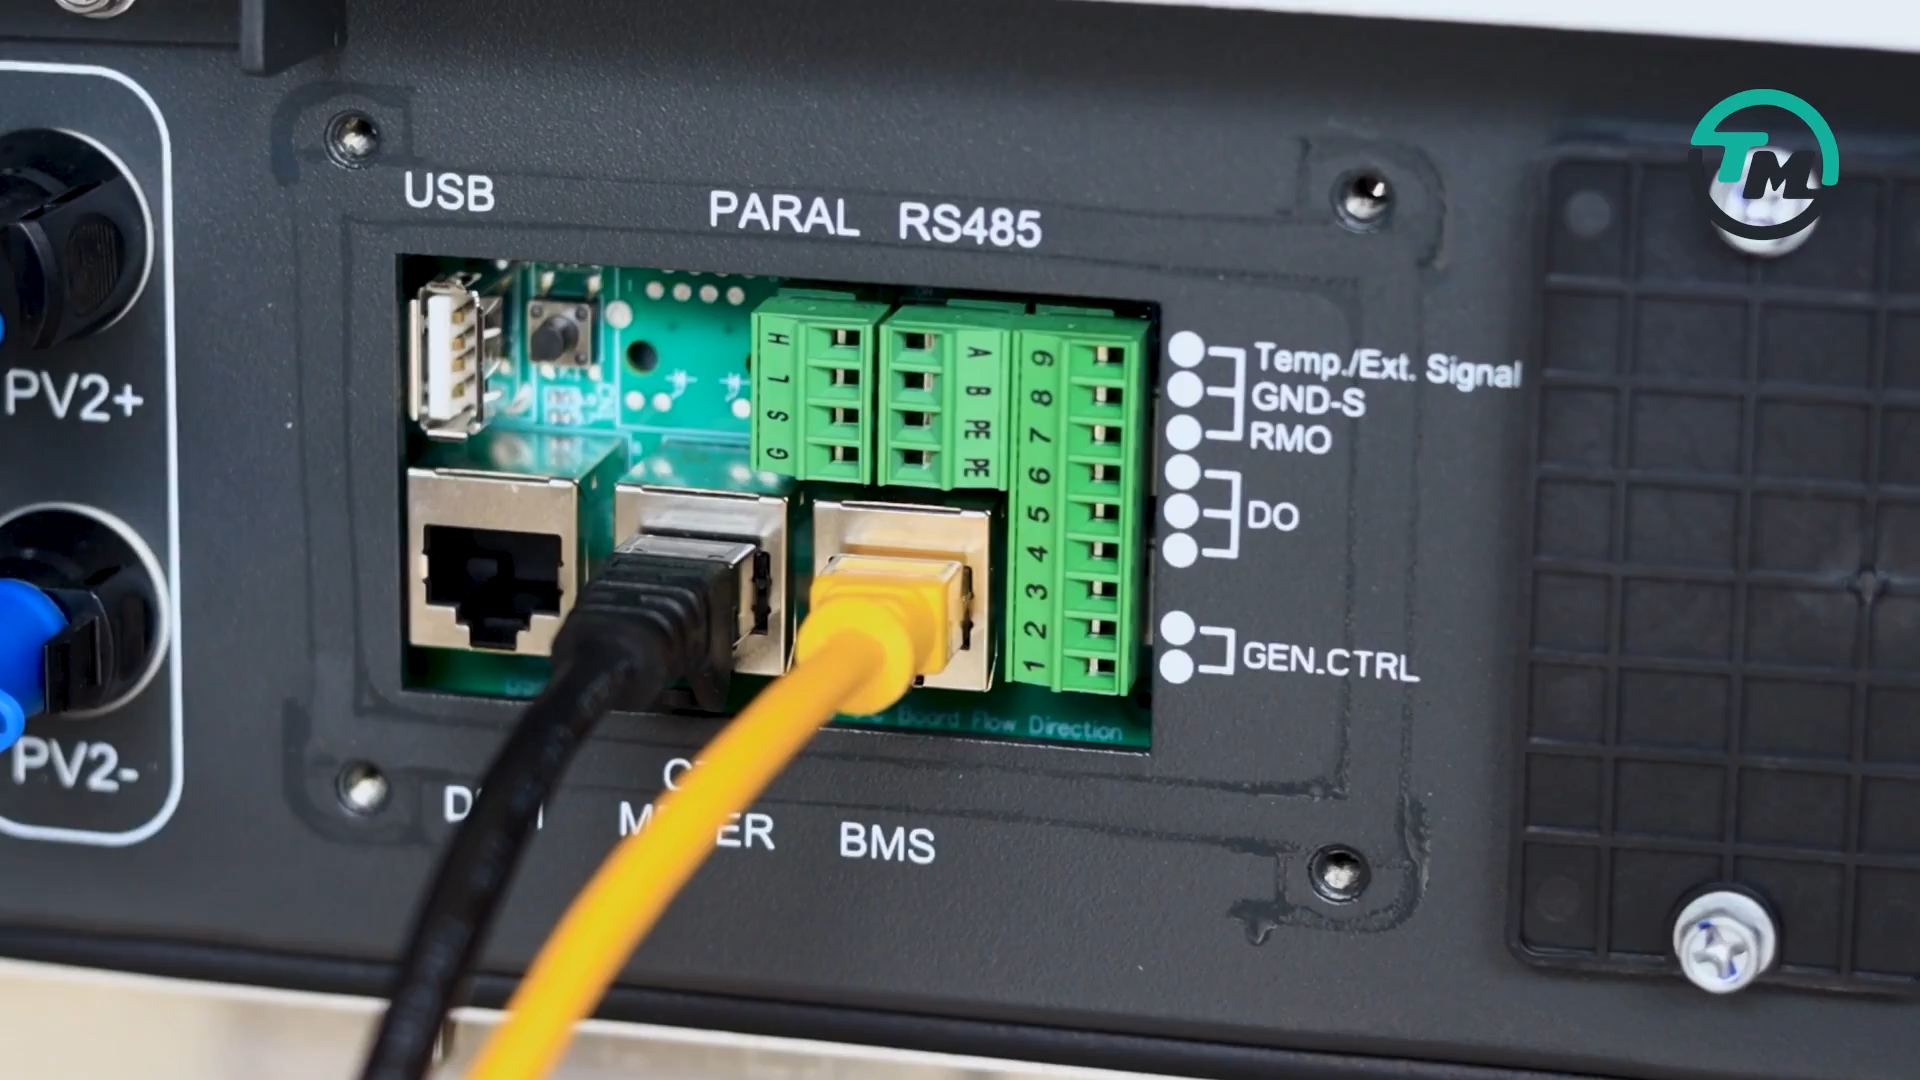 TM
USB
PARAL RS485
PV2+
H
L
S
G
A
B
PE
PE
9
8
7
6
5
4
3
2
1
Temp./Ext. Signal
GND-S
RMO
DO
GEN.CTRL
Board Flow Direction
PV2-
BMS